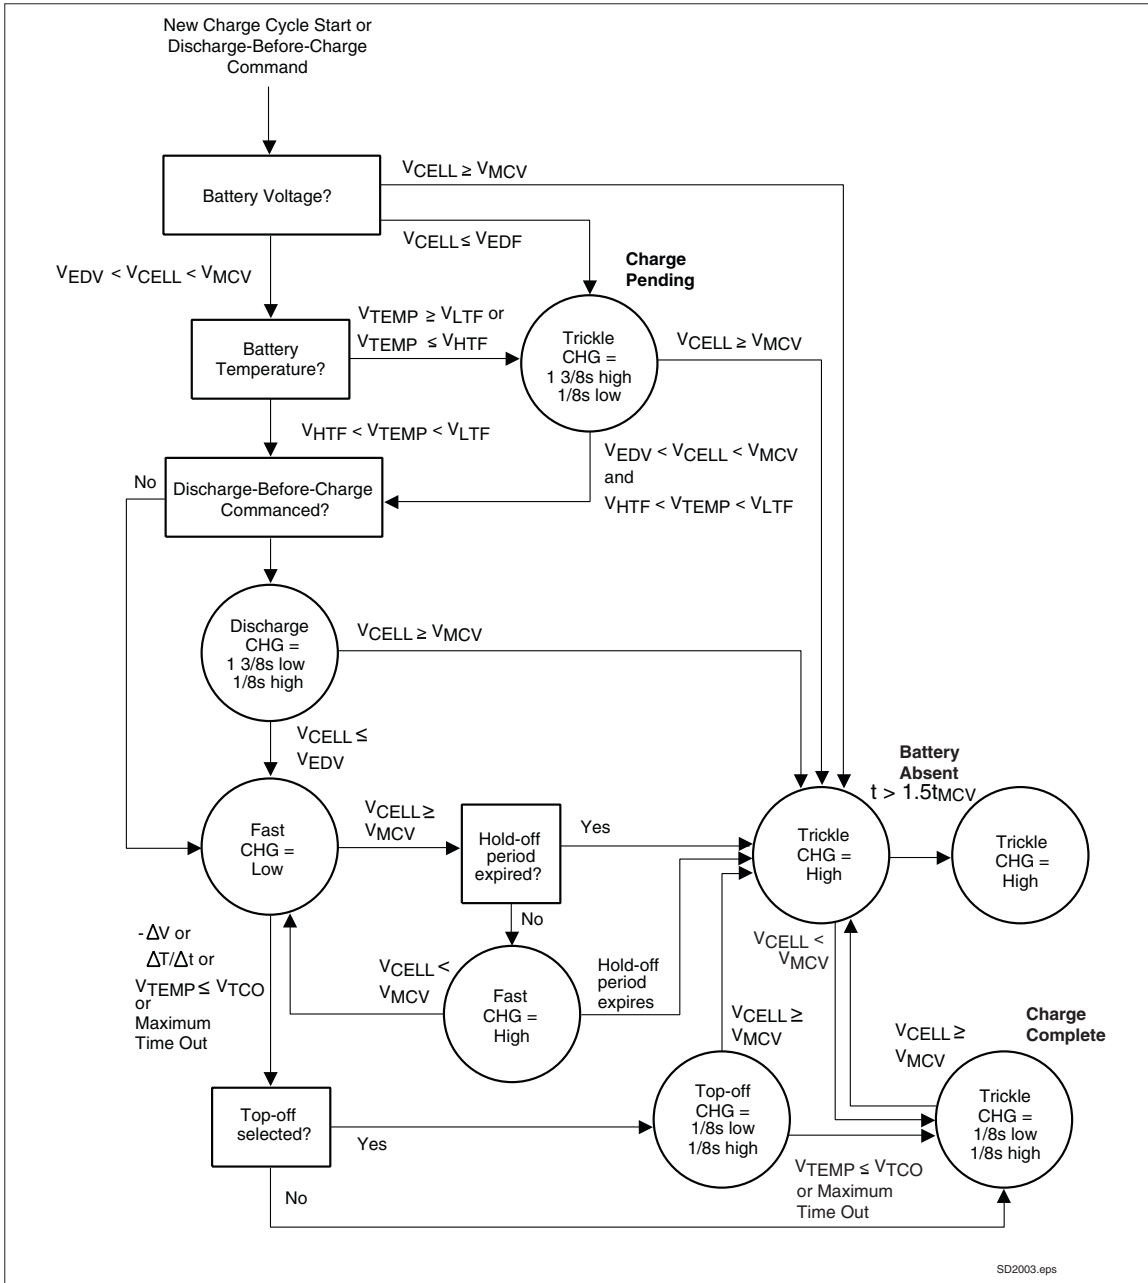 New Charge Cycle Start or
Discharge-Before-Charge
Command
VCELL ≥ VMCV
Battery Voltage?
VCELL ≤ VEDF
VEDV < VCELL < VMCV
Charge
Pending
VTEMP ≥ VLTF or
VTEMP ≤ VHTF
Battery
Temperature?
Trickle
CHG =
1 3/8s high
1/8s low
VCELL ≥ VMCV
VHTF < VTEMP < VLTF
VEDV < VCELL < VMCV
and
VHTF < VTEMP < VLTF
No
Discharge-Before-Charge
Commanced?
Discharge
CHG =
1 3/8s low
1/8s high
VCELL ≥ VMCV
VCELL ≤
VEDV
Battery
Absent
t > 1.5tMCV
Fast
CHG =
Low
VCELL ≥
VMCV
Hold-off
period
expired?
Yes
Trickle
CHG =
High
Trickle
CHG =
High
No
- ΔV or
ΔT/Δt or
VTEMP ≤ VTCO
or
Maximum
Time Out
VCELL <
VMCV
Fast
CHG =
High
Hold-off
period
expires
VCELL <
VMCV
VCELL ≥
VMCV
VCELL ≥
VMCV
Charge
Complete
Top-off
selected?
Yes
Top-off
CHG =
1/8s low
1/8s high
Trickle
CHG =
1/8s low
1/8s high
VTEMP ≤ VTCO
or Maximum
Time Out
No
SD2003.eps